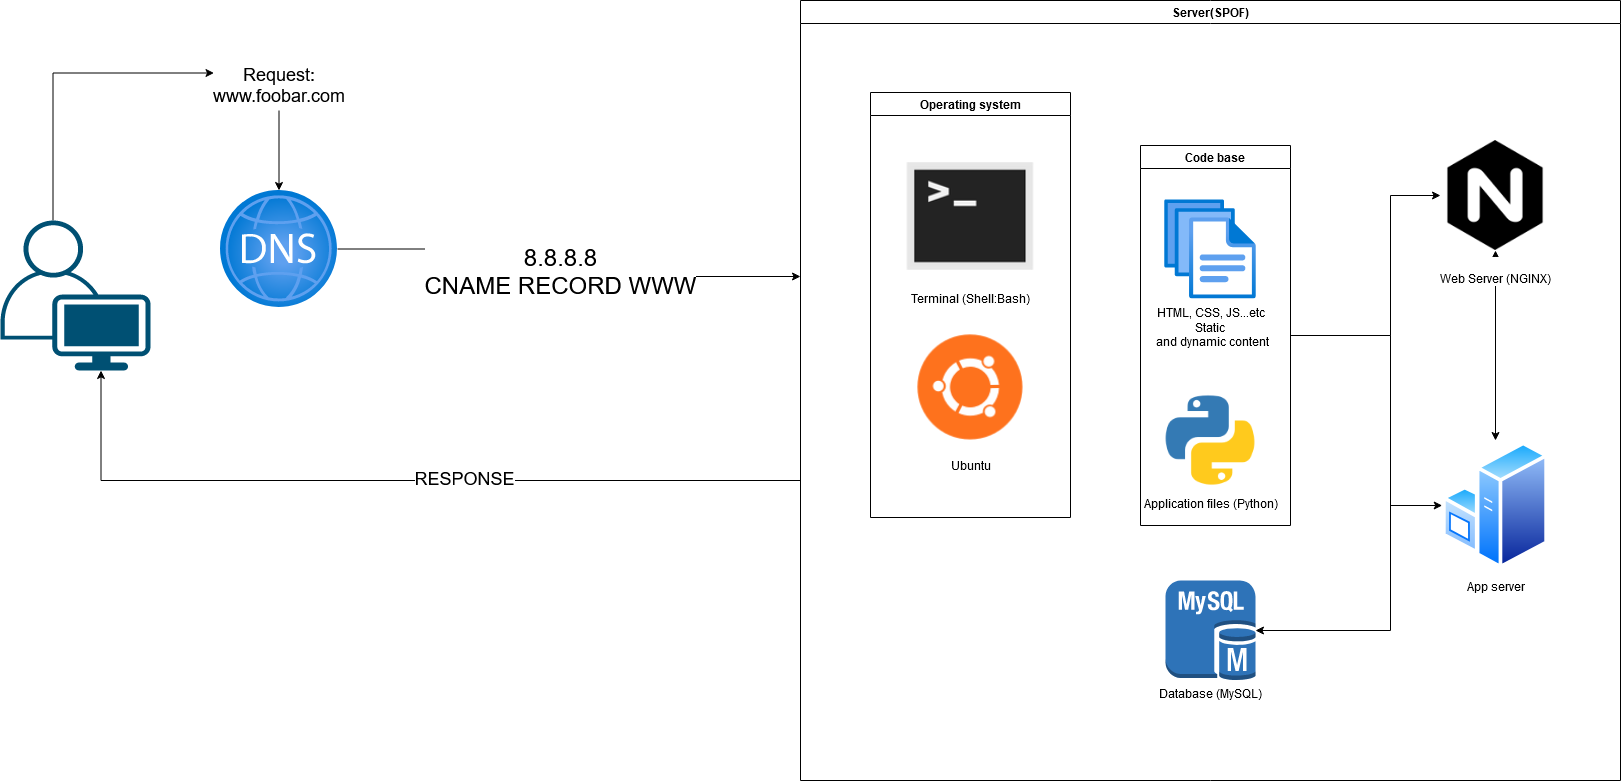 Server(SPOF)
Request:
www.foobar.com
DNS
8.8.8.8
CNAME RECORD WWW
RESPONSE
Operating system
>_
Terminal (Shell:Bash)
Ubuntu
Code base
HTML, CSS, JS...etc
Static
and dynamic content
Application files (Python)
MySQL
M
Database (MySQL)
N
Web Server (NGINX)
App server